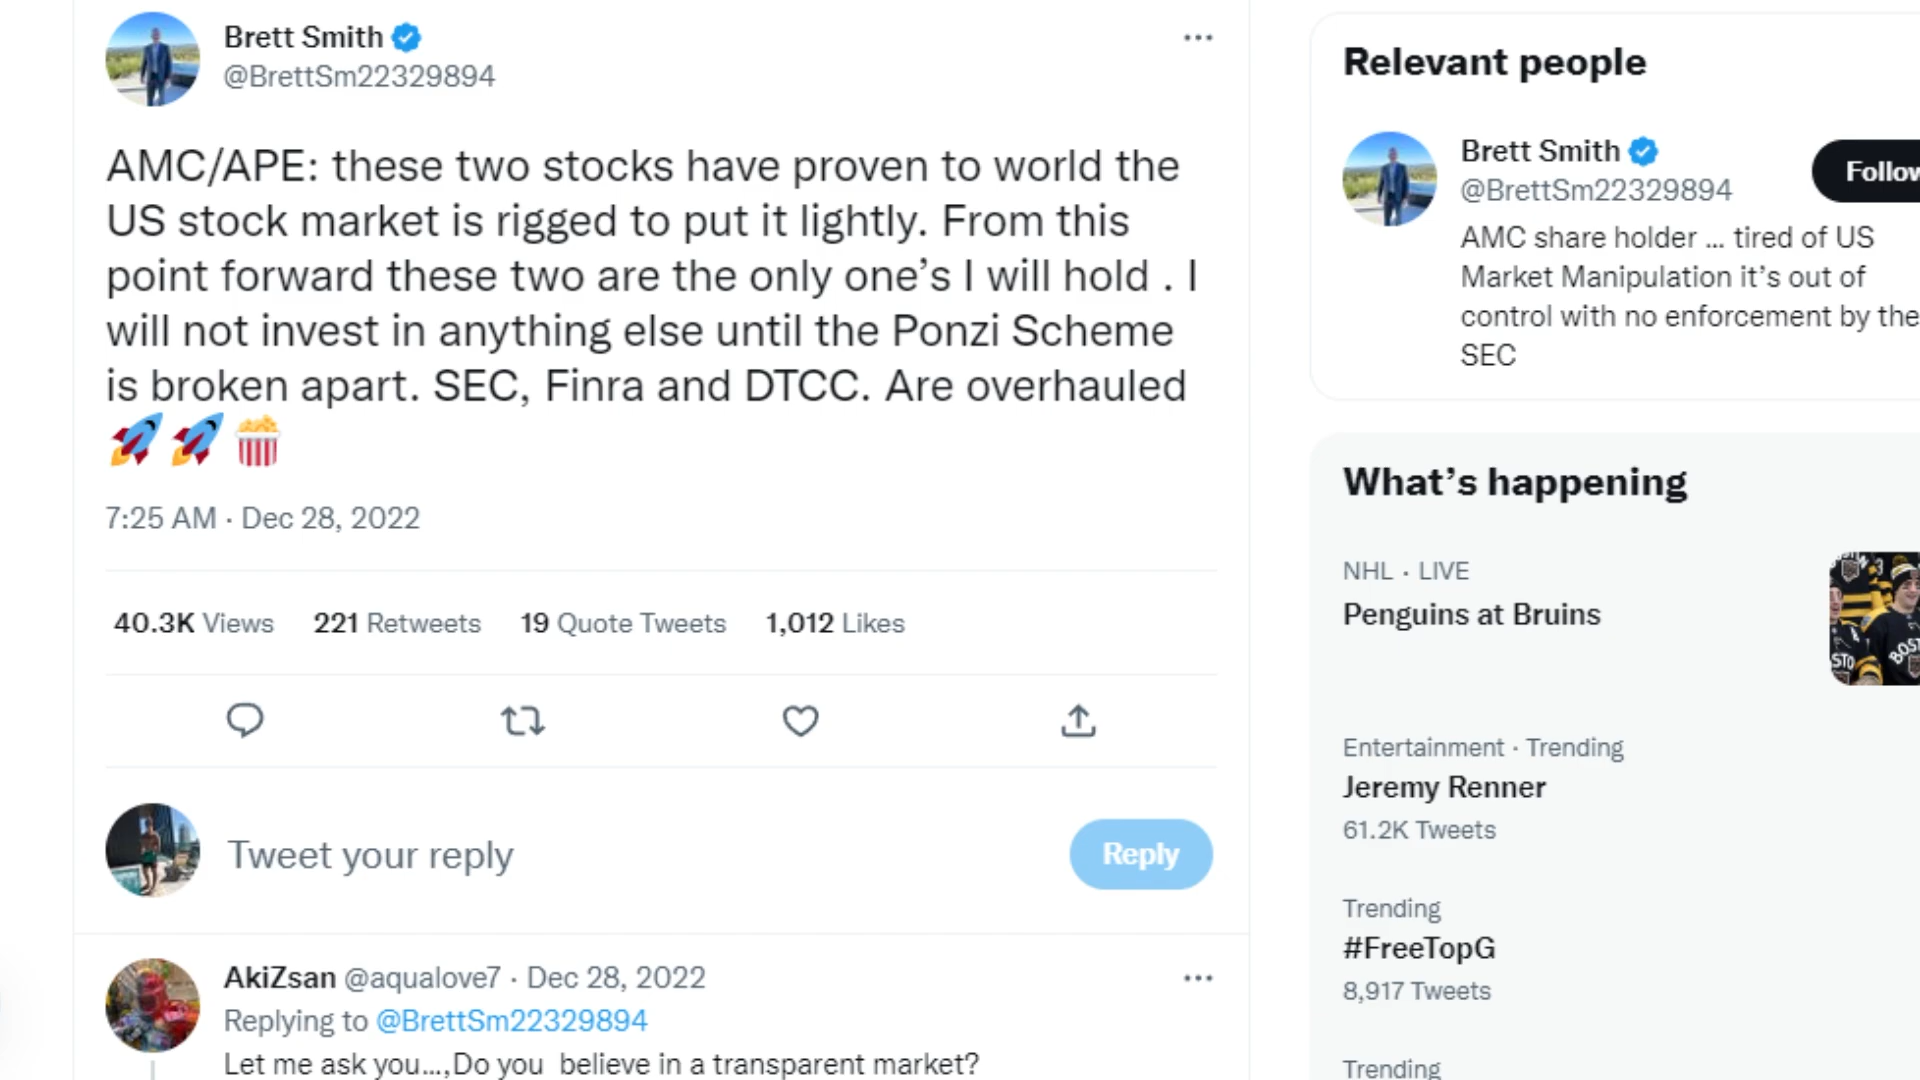 Brett Smith
@BrettSm22329894
AMC/APE: these two stocks have proven to world the
US stock market is rigged to put it lightly. From this
point forward these two are the only one’s I will hold . I
will not invest in anything else until the Ponzi Scheme
is broken apart. SEC, Finra and DTCC. Are overhauled
🚀🚀🍿
7:25 AM · Dec 28, 2022
40.3K Views 221 Retweets 19 Quote Tweets 1,012 Likes
Tweet your reply
Reply
AkiZsan @aqualove7 · Dec 28, 2022
Replying to @BrettSm22329894
Let me ask you...,Do you  believe in a transparent market?
Relevant people
Brett Smith
@BrettSm22329894
Follow
AMC share holder ... tired of US
Market Manipulation it’s out of
control with no enforcement by the
SEC
What’s happening
NHL · LIVE
Penguins at Bruins
Entertainment · Trending
Jeremy Renner
61.2K Tweets
Trending
#FreeTopG
8,917 Tweets
Trending